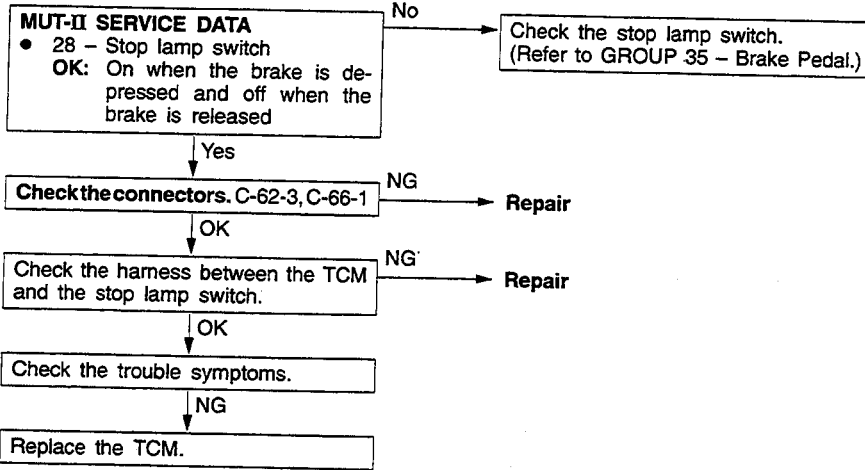 MUT-II SERVICE DATA
● 28 – Stop lamp switch
OK: On when the brake is de-
pressed and off when the
brake is released
No
Check the stop lamp switch.
(Refer to GROUP 35 – Brake Pedal.)
Yes
Check the connectors. C-62-3, C-66-1
NG
Repair
OK
Check the harness between the TCM
and the stop lamp switch.
NG
Repair
OK
Check the trouble symptoms.
NG
Replace the TCM.